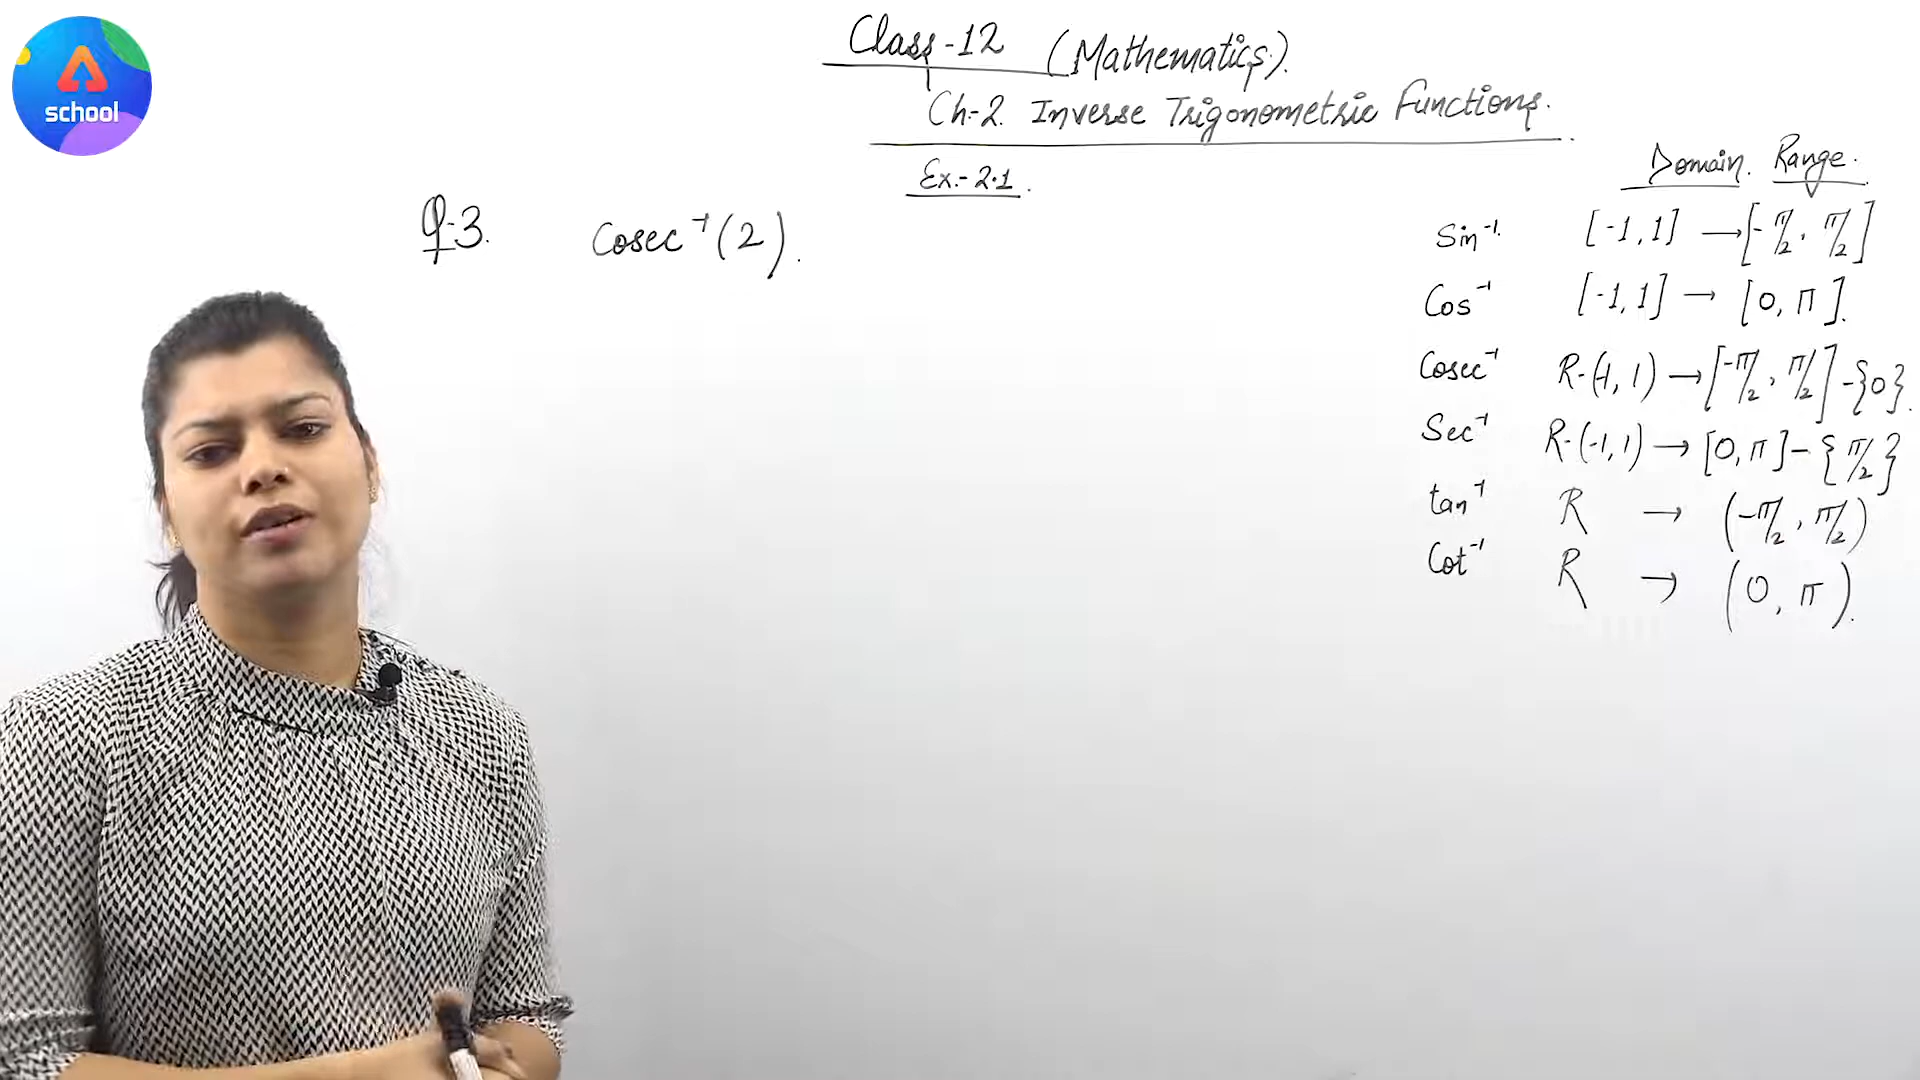 school
Class-12 (Mathematics).
Ch-2. Inverse Trigonometric Functions.
Ex.-2.1.
Domain. Range.
Q-3. Cosec⁻¹(2).
Sin⁻¹. [-1,1] → [-π/2, π/2]
Cos⁻¹ [-1,1] → [0, π].
Cosec⁻¹ R-(-1, 1) → [-π/2, π/2] -{0}.
Sec⁻¹ R-(-1,1) → [0,π]-{π/2}
tan⁻¹ R → (-π/2, π/2)
Cot⁻¹ R → (0, π).